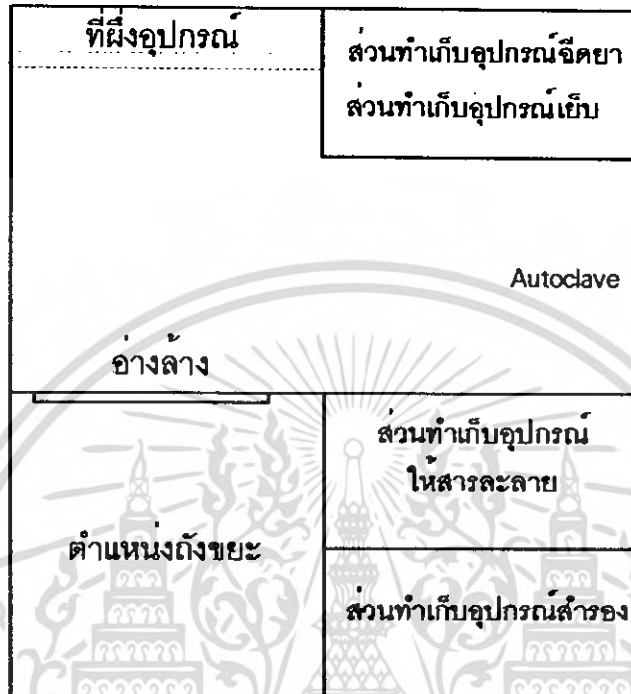 ที่ผึ่งอุปกรณ์
ส่วนทำเก็บอุปกรณ์ฉีดยา
ส่วนทำเก็บอุปกรณ์เย็บ
Autoclave
อ่างล้าง
ส่วนทำเก็บอุปกรณ์
ให้สารละลาย
ตำแหน่งถังขยะ
ส่วนทำเก็บอุปกรณ์สำรอง